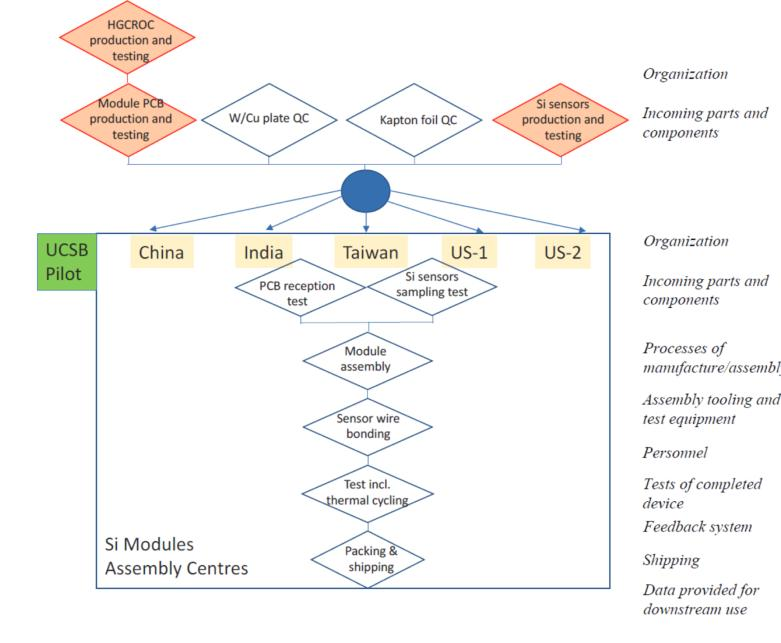 HGCROC
production and
testing
Module PCB
production and
testing
W/Cu plate QC
Kapton foil QC
Si sensors
production and
testing
Organization
Incoming parts and
components
UCSB
Pilot
China
India
Taiwan
US-1
US-2
Organization
PCB reception
test
Si sensors
sampling test
Incoming parts and
components
Module
assembly
Processes of
manufacture/assembly
Sensor wire
bonding
Assembly tooling and
test equipment
Personnel
Test incl.
thermal cycling
Tests of completed
device
Feedback system
Si Modules
Assembly Centres
Packing &
shipping
Shipping
Data provided for
downstream use